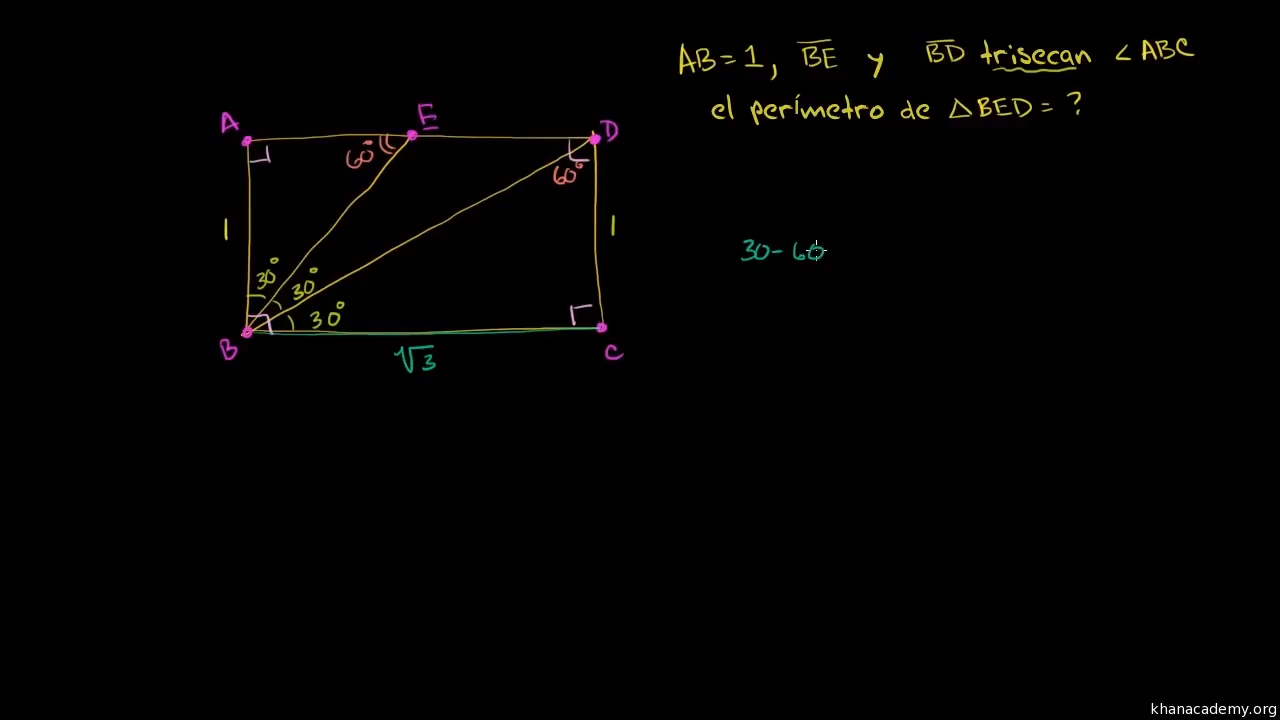 AB = 1, BE y BD trisecan ∠ABC
el perímetro de △BED = ?
A
E
D
60°
60°
1
1
30°
30°
30°
30-60
B
√3
C
khanacademy.org